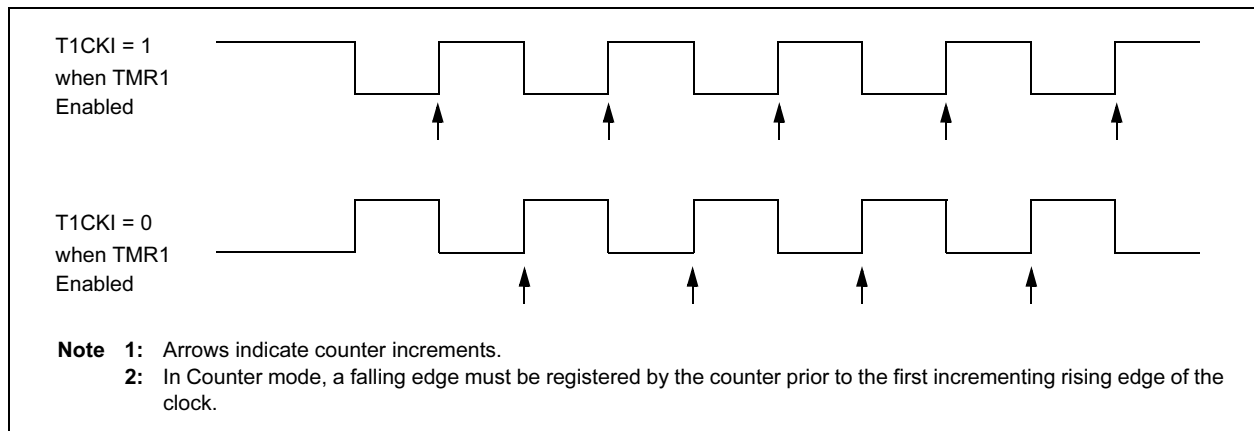 T1CKI = 1
when TMR1
Enabled
T1CKI = 0
when TMR1
Enabled
Note 1: Arrows indicate counter increments.
2: In Counter mode, a falling edge must be registered by the counter prior to the first incrementing rising edge of the
clock.